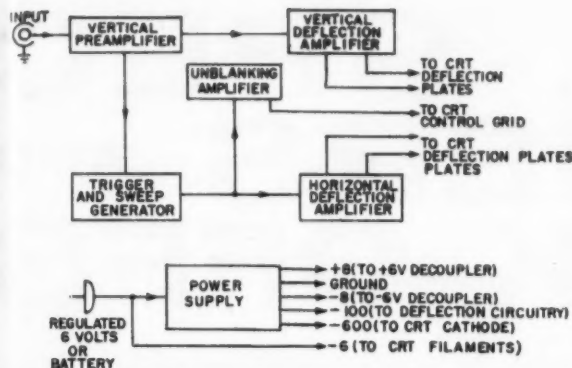 INPUT
VERTICAL
PREAMPLIFIER
VERTICAL
DEFLECTION
AMPLIFIER
TO CRT
DEFLECTION
PLATES
UNBLANKING
AMPLIFIER
TO CRT
CONTROL GRID
TO CRT
DEFLECTION PLATES
PLATES
TRIGGER
AND SWEEP
GENERATOR
HORIZONTAL
DEFLECTION
AMPLIFIER
POWER
SUPPLY
+8(TO +6V DECOUPLER)
GROUND
-8(TO-6V DECOUPLER)
-100(TO DEFLECTION CIRCUITRY)
-600(TO CRT CATHODE)
-6(TO CRT FILAMENTS)
REGULATED
6 VOLTS
OR
BATTERY